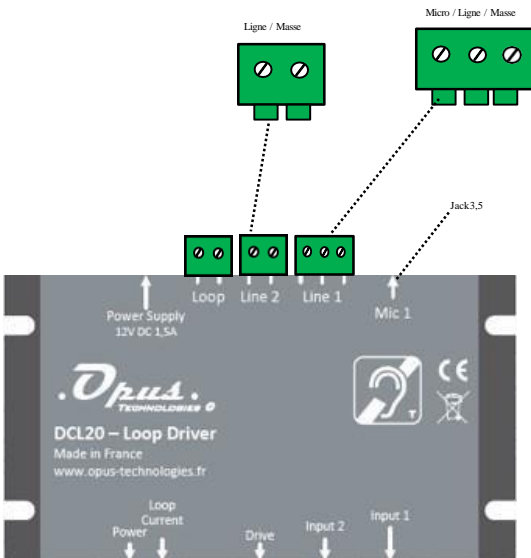 Ligne / Masse
Micro / Ligne / Masse
Jack3,5
Loop
Line 2
Line 1
Mic 1
Power Supply
12V DC 1,5A
.Opus.
TECHNOLOGIES
DCL20 – Loop Driver
Made in France
www.opus-technologies.fr
T
CE
Power
Loop
Current
Drive
Input 2
Input 1